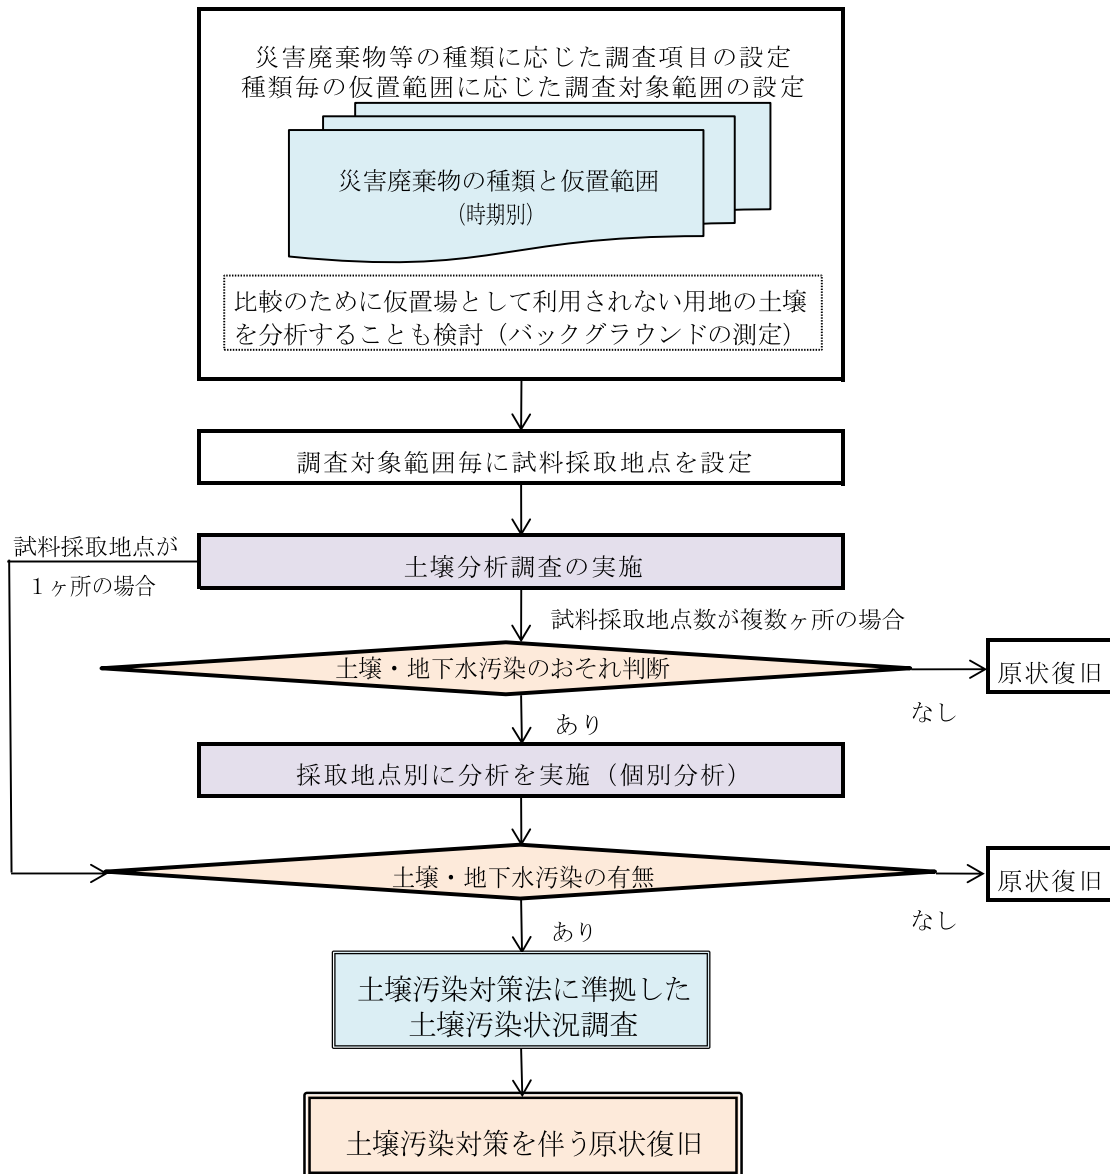 災害廃棄物等の種類に応じた調査項目の設定
種類毎の仮置範囲に応じた調査対象範囲の設定
災害廃棄物の種類と仮置範囲
（時期別）
比較のために仮置場として利用されない用地の土壌
を分析することも検討（バックグラウンドの測定）
調査対象範囲毎に試料採取地点を設定
試料採取地点が
１ヶ所の場合
土壌分析調査の実施
試料採取地点数が複数ヶ所の場合
土壌・地下水汚染のおそれ判断
原状復旧
なし
あり
採取地点別に分析を実施（個別分析）
土壌・地下水汚染の有無
原状復旧
なし
あり
土壌汚染対策法に準拠した
土壌汚染状況調査
土壌汚染対策を伴う原状復旧